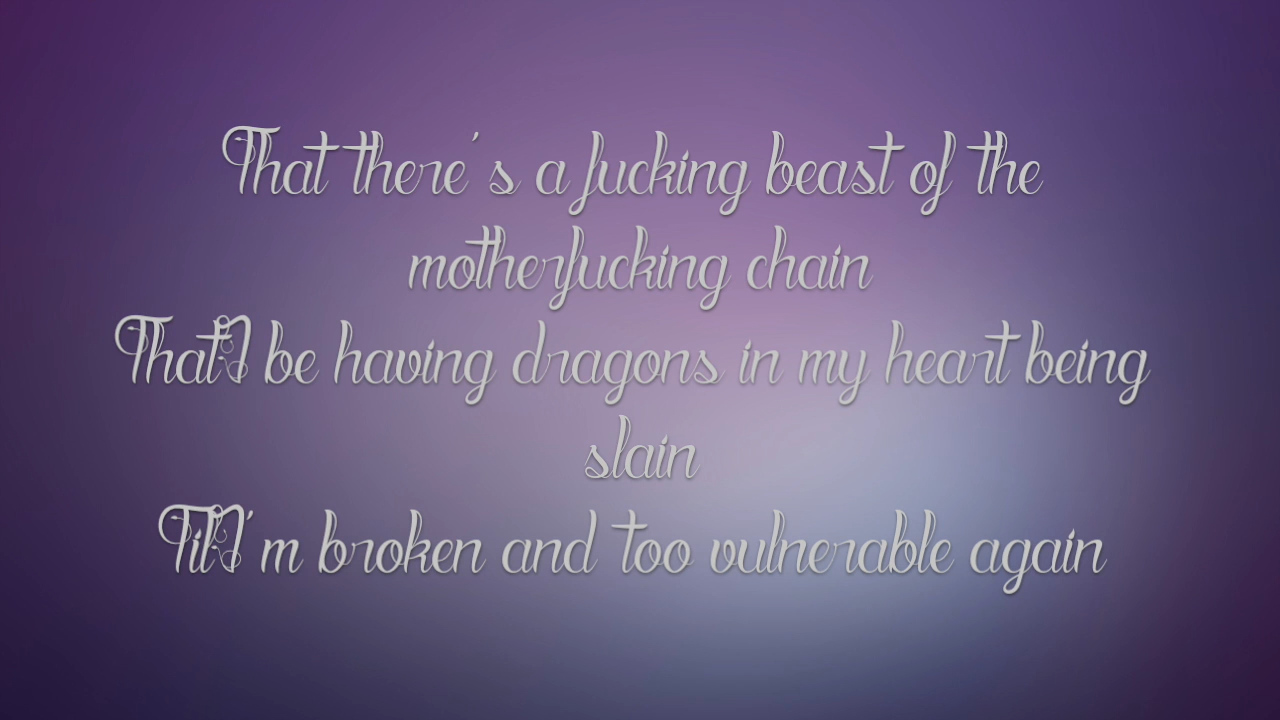 That there's a fucking beast of the
motherfucking chain
That I be having dragons in my heart being
slain
Til I'm broken and too vulnerable again